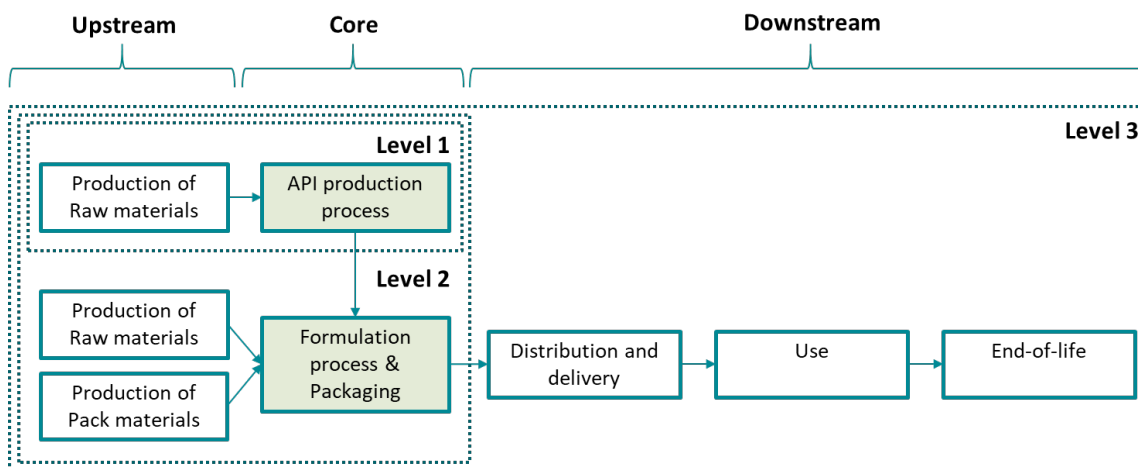 Upstream
Core
Downstream
Level 3
Level 1
Production of
Raw materials
API production
process
Level 2
Production of
Raw materials
Production of
Pack materials
Formulation
process &
Packaging
Distribution and
delivery
Use
End-of-life